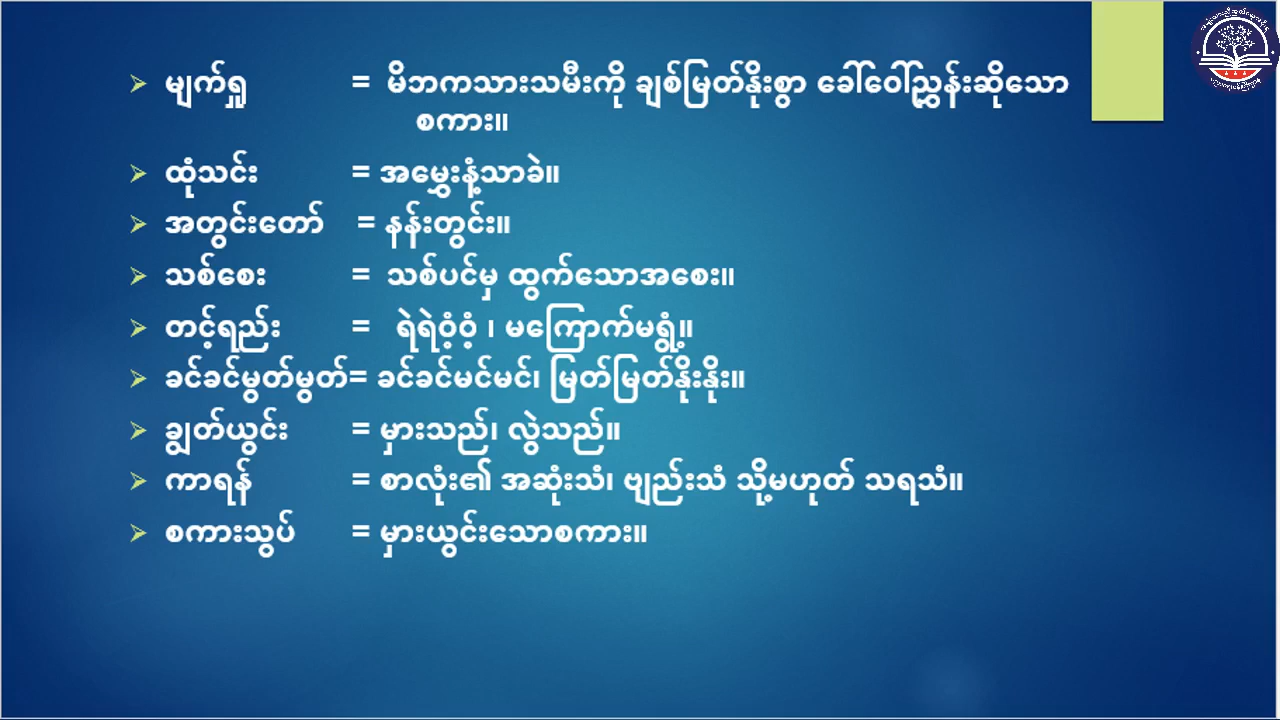 ➢ မျက်ရှု = မိဘကသားသမီးကို ချစ်မြတ်နိုးစွာ ခေါ်ဝေါ်ညွှန်းဆိုသော
စကား။
➢ ထုံသင်း = အမွှေးနံ့သာခဲ။
➢ အတွင်းတော် = နန်းတွင်း။
➢ သစ်စေး = သစ်ပင်မှ ထွက်သောအစေး။
➢ တင့်ရည်း = ရဲရဲဝံ့ဝံ့ ၊ မကြောက်မရွံ့။
➢ ခင်ခင်မွတ်မွတ်= ခင်ခင်မင်မင်၊ မြတ်မြတ်နိုးနိုး။
➢ ချွတ်ယွင်း = မှားသည်၊ လွဲသည်။
➢ ကာရန် = စာလုံး၏ အဆုံးသံ၊ ဗျည်းသံ သို့မဟုတ် သရသံ။
➢ စကားသွပ် = မှားယွင်းသောစကား။